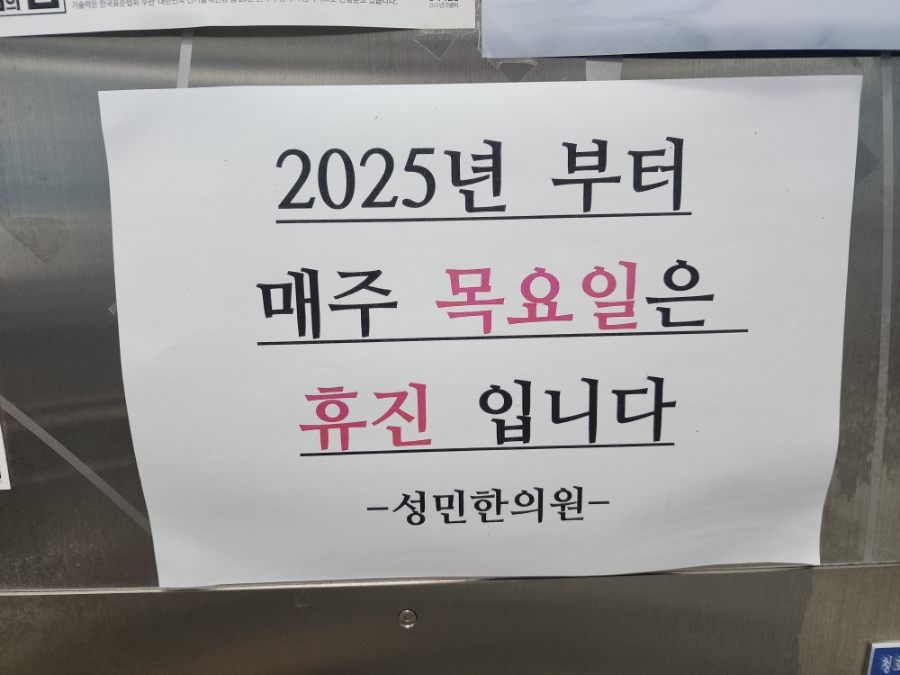 2025년 부터
매주 목요일은
휴진 입니다
-성민한의원-